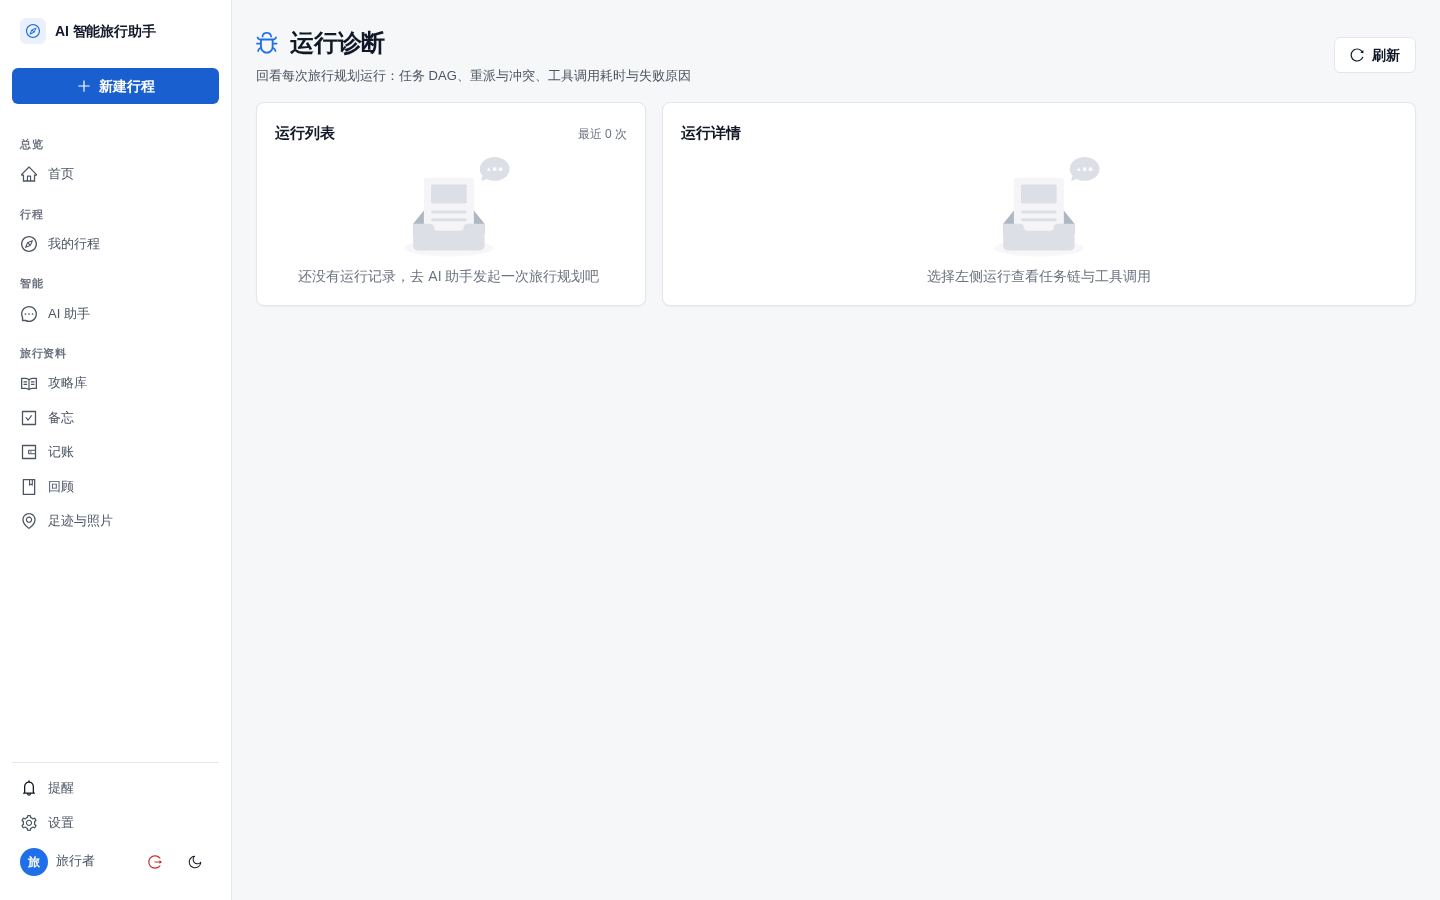 AI 智能旅行助手
新建行程
总览
首页
行程
我的行程
智能
AI 助手
旅行资料
攻略库
备忘
记账
回顾
足迹与照片
提醒
设置
旅
旅行者
运行诊断
回看每次旅行规划运行：任务 DAG、重派与冲突、工具调用耗时与失败原因
刷新
运行列表
最近 0 次
还没有运行记录，去 AI 助手发起一次旅行规划吧
运行详情
选择左侧运行查看任务链与工具调用